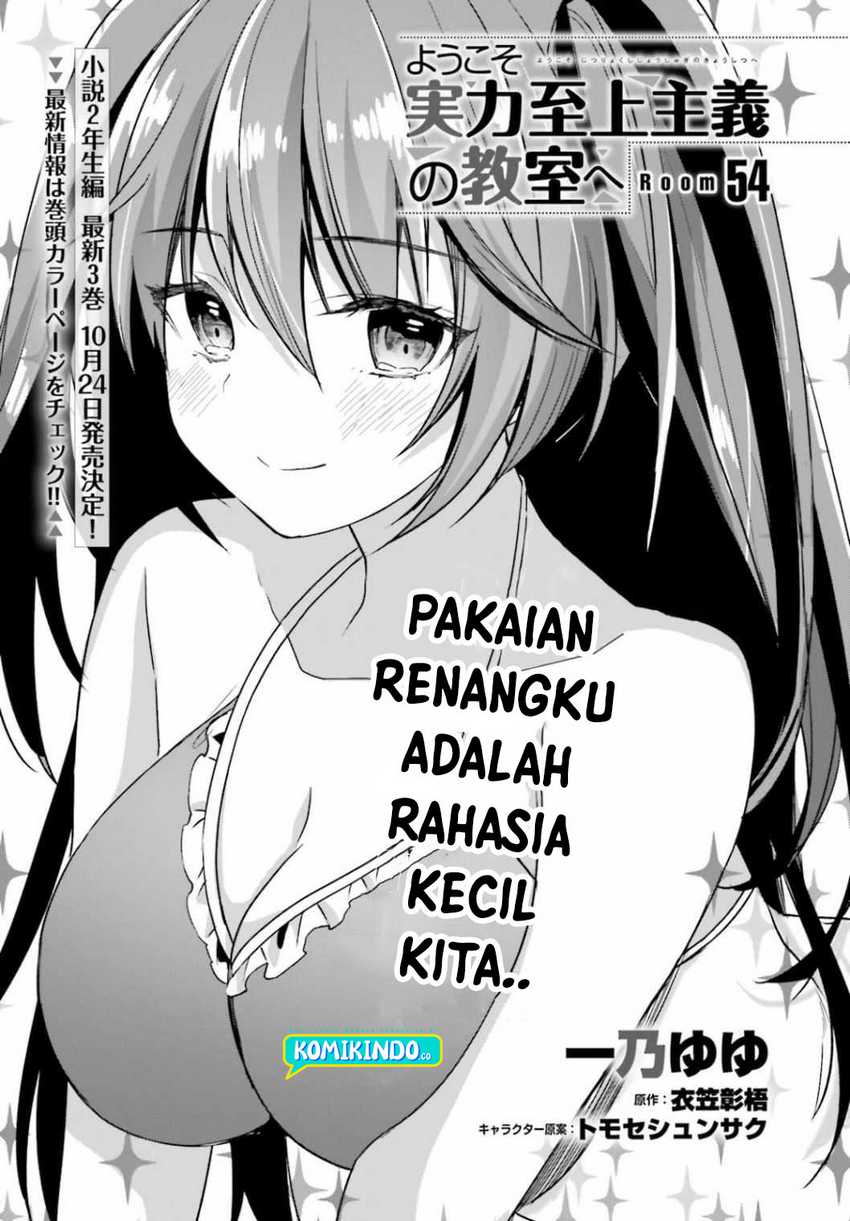 ようこそ
ようこそ じつりょくしじょうしゅぎのきょうしつへ
実力至上主義
の教室へ Room 54
小説2年生編 最新3巻 10月24日発売決定!
最新情報は巻頭カラーページをチェック!!
PAKAIAN
RENANGKU
ADALAH
RAHASIA
KECIL
KITA..
KOMIKINDO.CO
一乃ゆゆ
原作:衣笠彰梧
キャラクター原案:トモセシュンサク